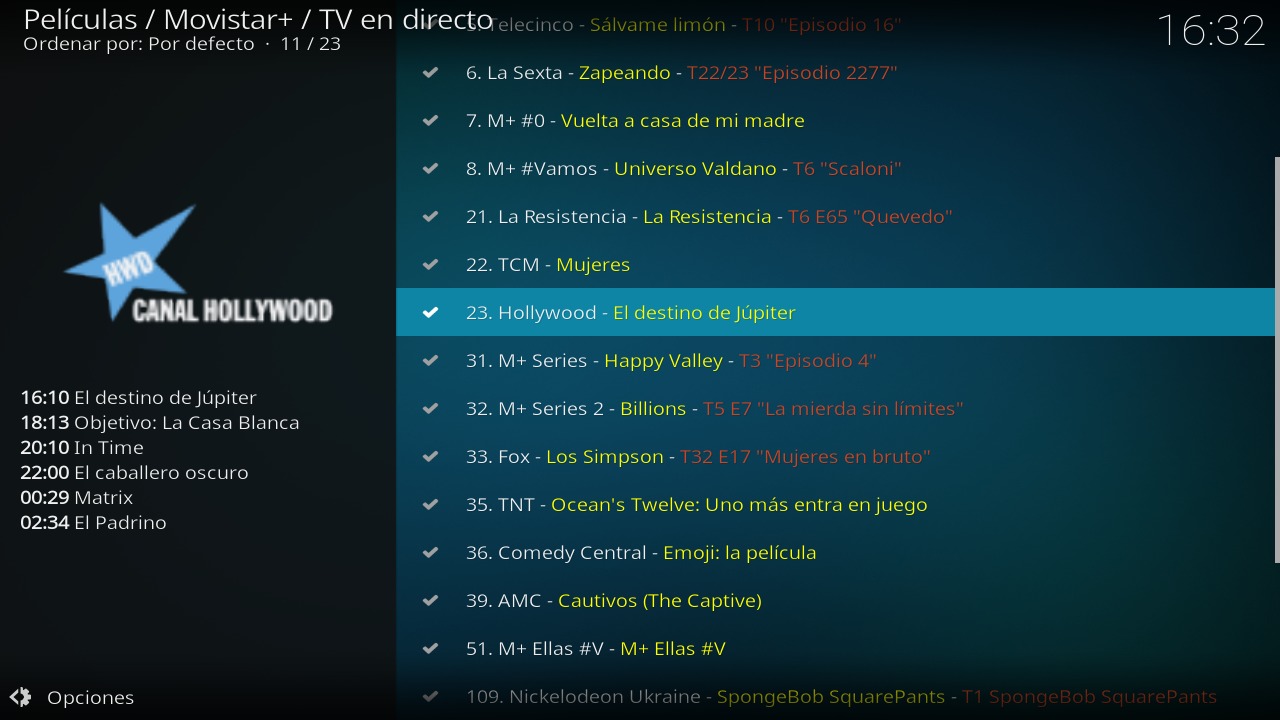 Películas / Movistar+ / TV en directo
Ordenar por: Por defecto · 11 / 23
16:32
5. Telecinco - Sálvame limón - T10 "Episodio 16"
6. La Sexta - Zapeando - T22/23 "Episodio 2277"
7. M+ #0 - Vuelta a casa de mi madre
8. M+ #Vamos - Universo Valdano - T6 "Scaloni"
21. La Resistencia - La Resistencia - T6 E65 "Quevedo"
22. TCM - Mujeres
23. Hollywood - El destino de Júpiter
31. M+ Series - Happy Valley - T3 "Episodio 4"
32. M+ Series 2 - Billions - T5 E7 "La mierda sin límites"
33. Fox - Los Simpson - T32 E17 "Mujeres en bruto"
35. TNT - Ocean's Twelve: Uno más entra en juego
36. Comedy Central - Emoji: la película
39. AMC - Cautivos (The Captive)
51. M+ Ellas #V - M+ Ellas #V
109. Nickelodeon Ukraine - SpongeBob SquarePants - T1 SpongeBob SquarePants
HWD
CANAL HOLLYWOOD
16:10 El destino de Júpiter
18:13 Objetivo: La Casa Blanca
20:10 In Time
22:00 El caballero oscuro
00:29 Matrix
02:34 El Padrino
Opciones